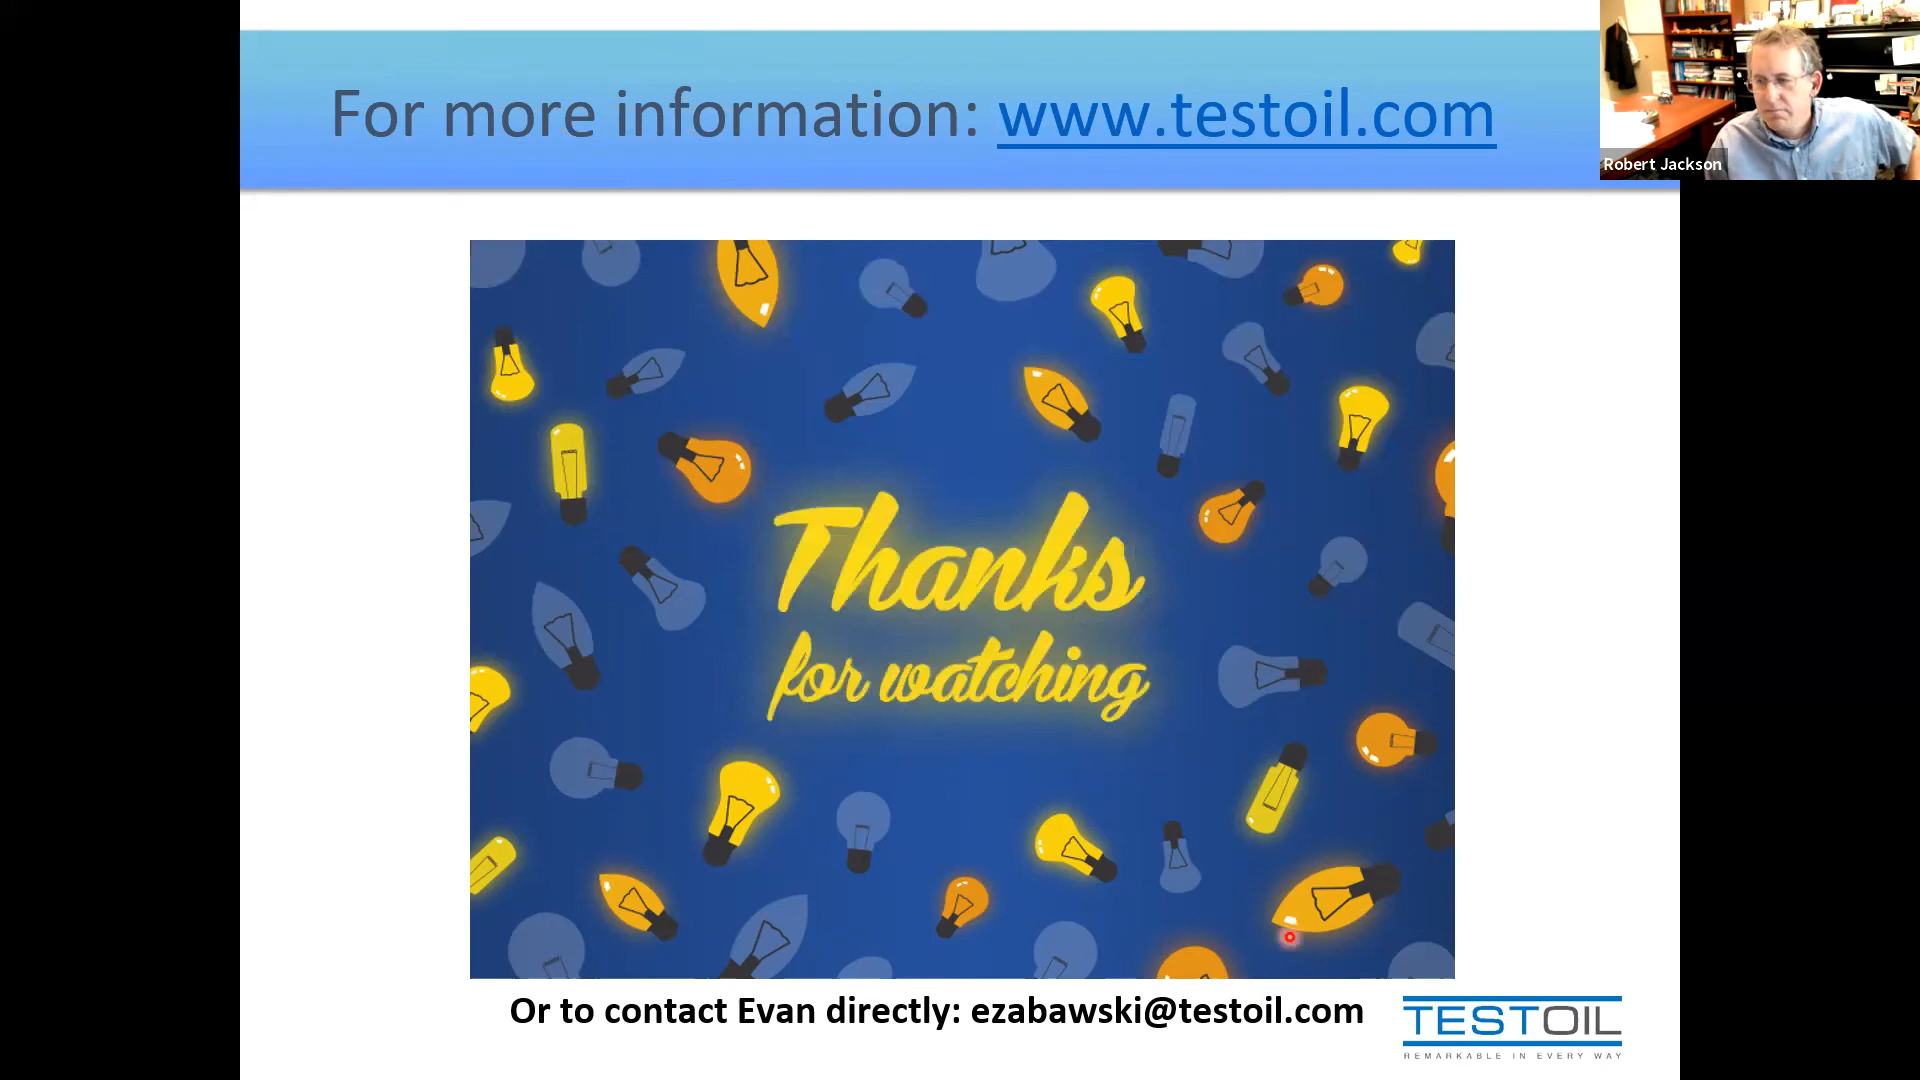 For more information: www.testoil.com
Robert Jackson
Thanks
for watching
Or to contact Evan directly: ezabawski@testoil.com
TESTOIL
REMARKABLE IN EVERY WAY